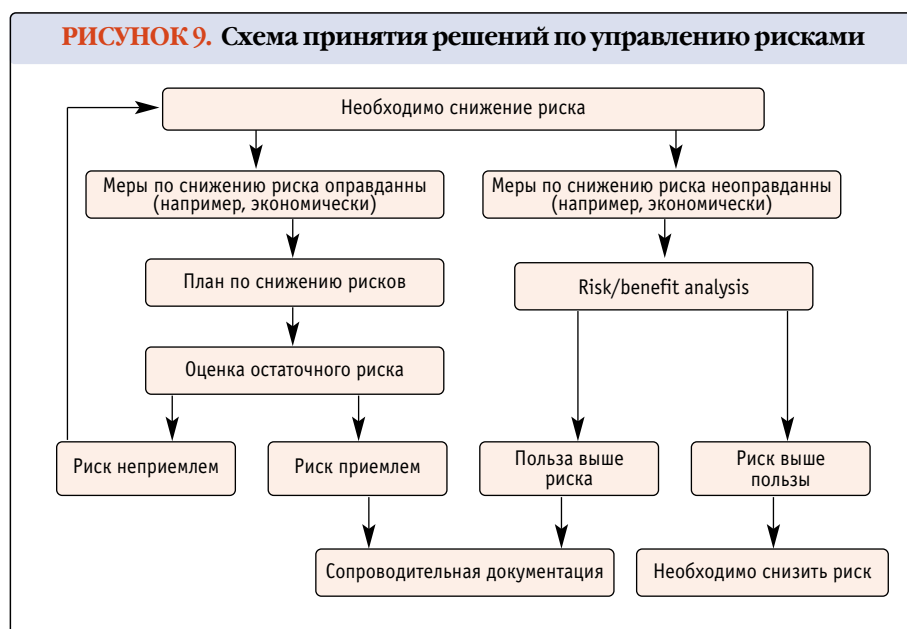 РИСУНОК 9. Схема принятия решений по управлению рисками
Необходимо снижение риска
Меры по снижению риска оправданны
(например, экономически)
Меры по снижению риска неоправданны
(например, экономически)
План по снижению рисков
Risk/benefit analysis
Оценка остаточного риска
Риск неприемлем
Риск приемлем
Польза выше
риска
Риск выше
пользы
Сопроводительная документация
Необходимо снизить риск